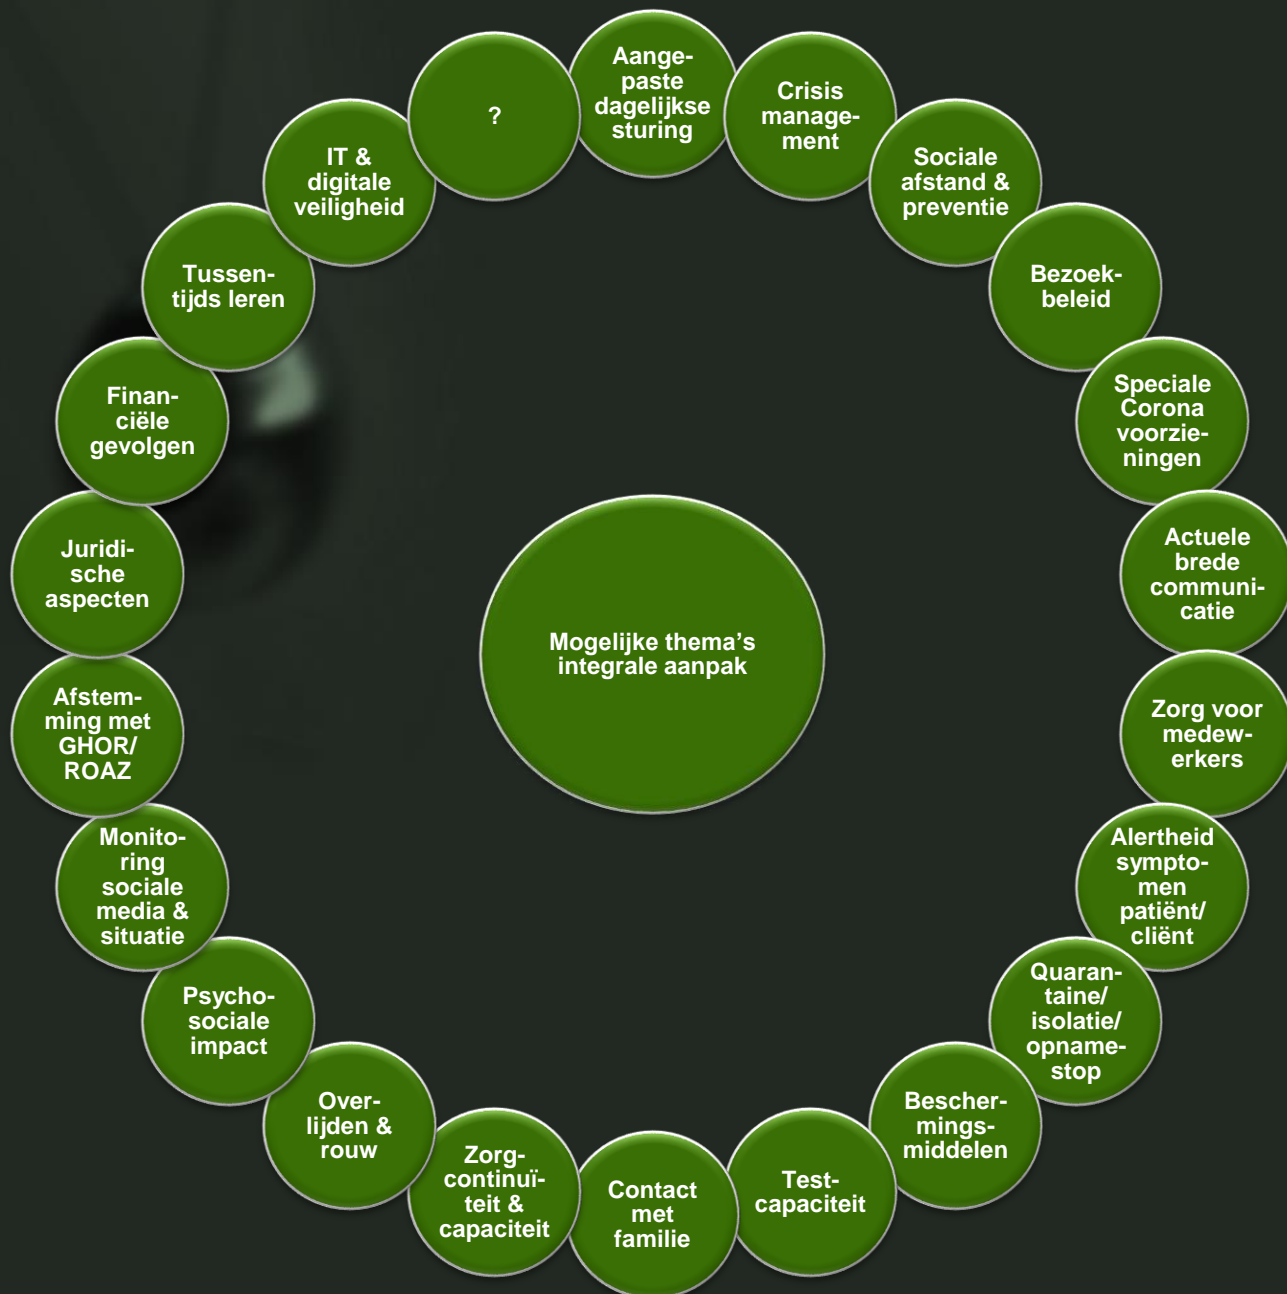 Aange-
paste
dagelijkse
sturing
Crisis
manage-
ment
Sociale
afstand &
preventie
Bezoek-
beleid
Speciale
Corona
voorzie-
ningen
Actuele
brede
communi-
catie
Zorg voor
medew-
erkers
Alertheid
sympto-
men
patiënt/
cliënt
Quaran-
taine/
isolatie/
opname-
stop
Bescher-
mings-
middelen
Test-
capaciteit
Contact
met
familie
Zorg-
continuï-
teit &
capaciteit
Over-
lijden &
rouw
Psycho-
sociale
impact
Monito-
ring
sociale
media &
situatie
Afstem-
ming met
GHOR/
ROAZ
Juridi-
sche
aspecten
Finan-
ciële
gevolgen
Tussen-
tijds leren
IT &
digitale
veiligheid
?
Mogelijke thema’s
integrale aanpak